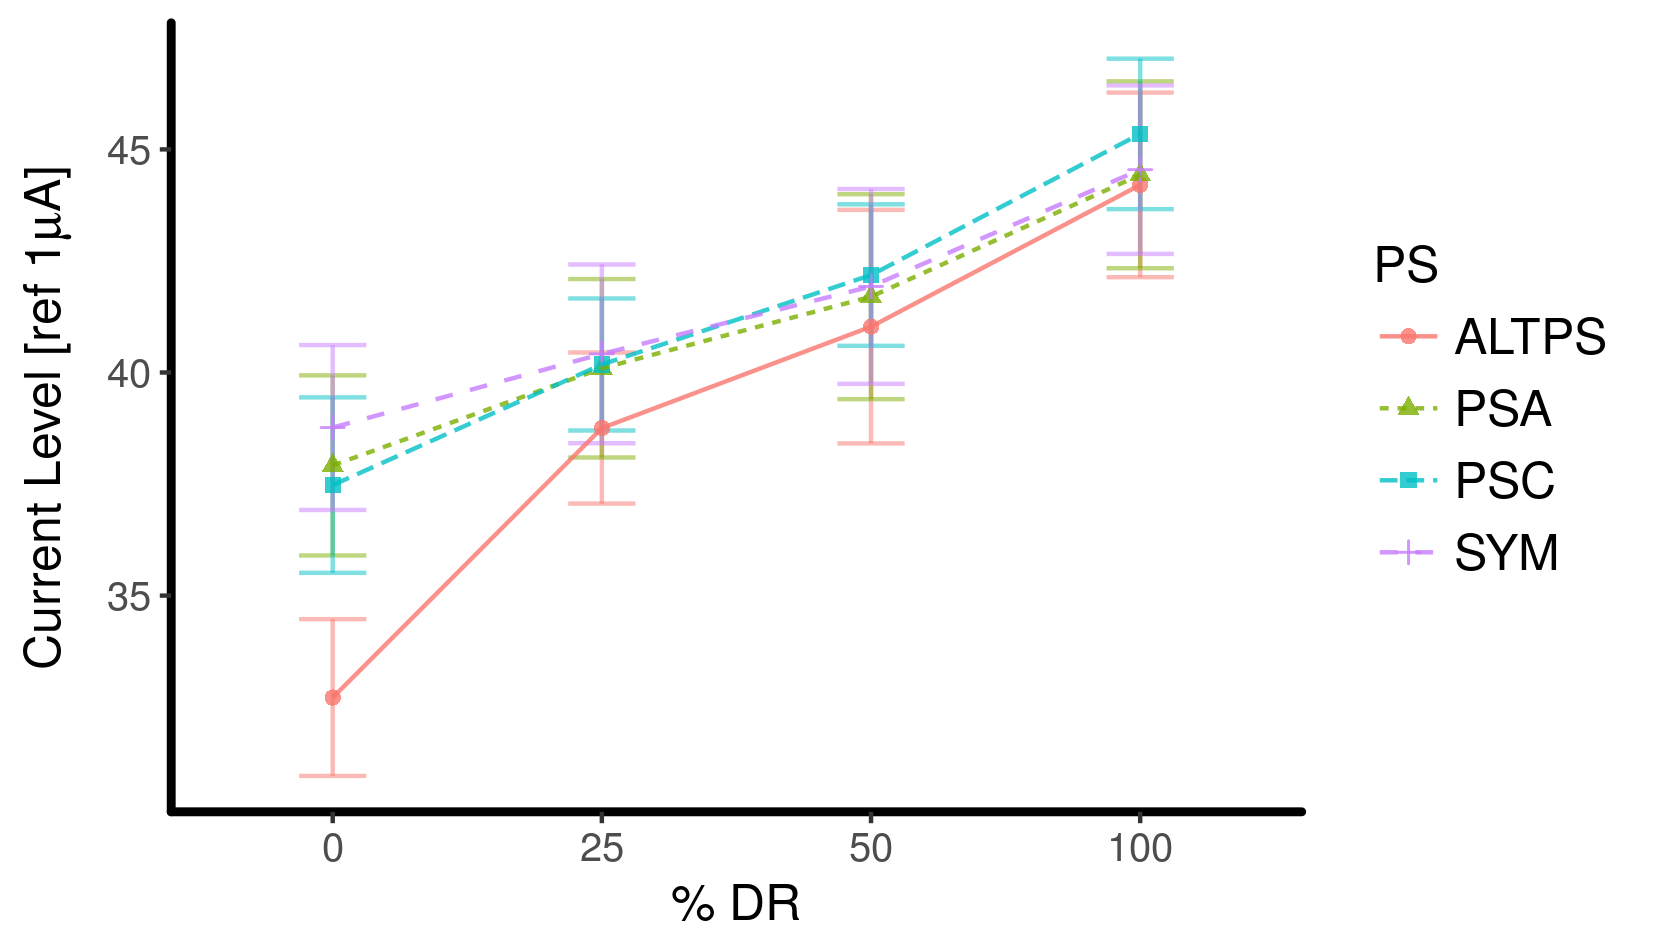 Current Level [ref 1µA]
45
40
35
0
25
50
100
% DR
PS
ALTPS
PSA
PSC
SYM